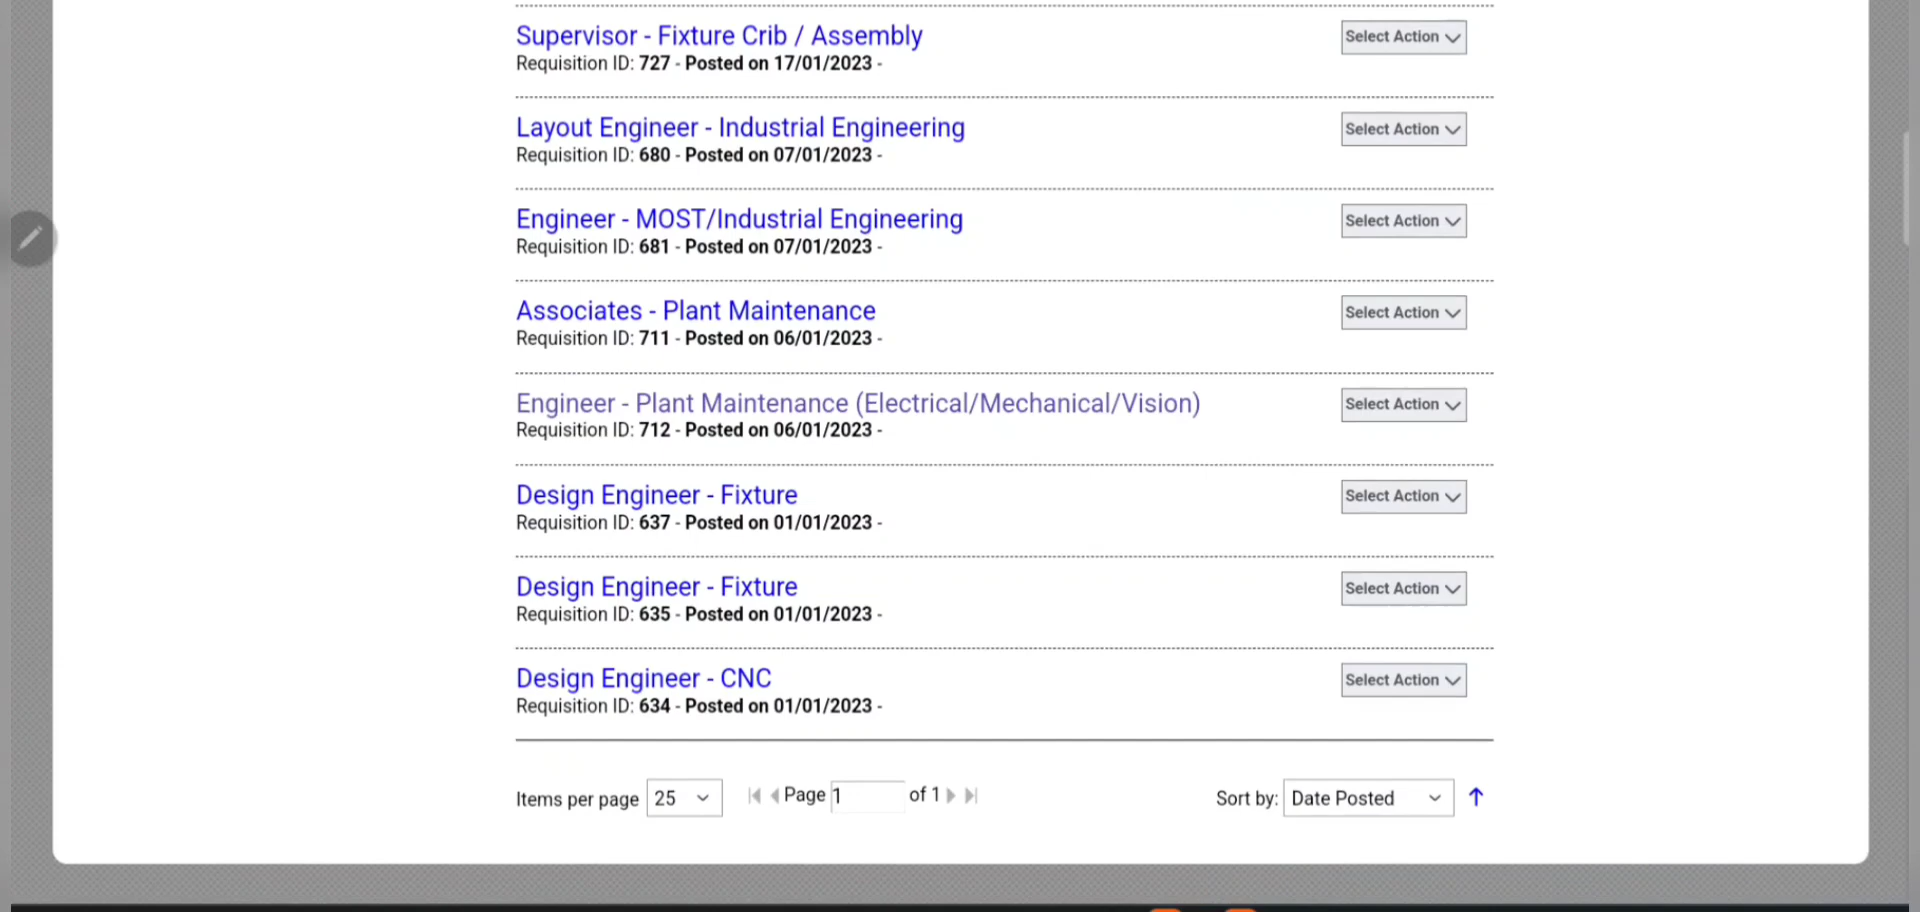 Supervisor - Fixture Crib / Assembly
Select Action
Requisition ID: 727 - Posted on 17/01/2023 -
Layout Engineer - Industrial Engineering
Select Action
Requisition ID: 680 - Posted on 07/01/2023 -
Engineer - MOST/Industrial Engineering
Select Action
Requisition ID: 681 - Posted on 07/01/2023 -
Associates - Plant Maintenance
Select Action
Requisition ID: 711 - Posted on 06/01/2023 -
Engineer - Plant Maintenance (Electrical/Mechanical/Vision)
Select Action
Requisition ID: 712 - Posted on 06/01/2023 -
Design Engineer - Fixture
Select Action
Requisition ID: 637 - Posted on 01/01/2023 -
Design Engineer - Fixture
Select Action
Requisition ID: 635 - Posted on 01/01/2023 -
Design Engineer - CNC
Select Action
Requisition ID: 634 - Posted on 01/01/2023 -
Items per page 25 Page 1 of 1 Sort by: Date Posted